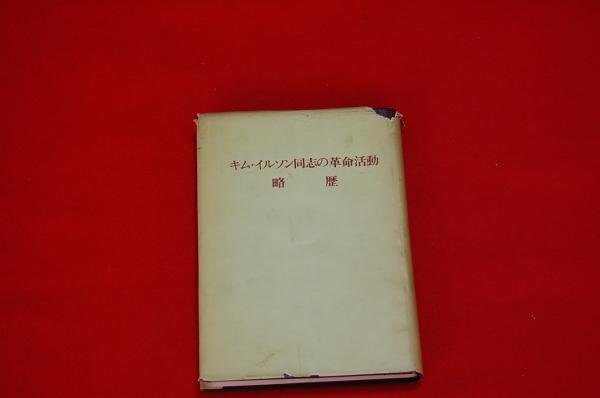 キム・イルソン同志の革命活動
略　歴